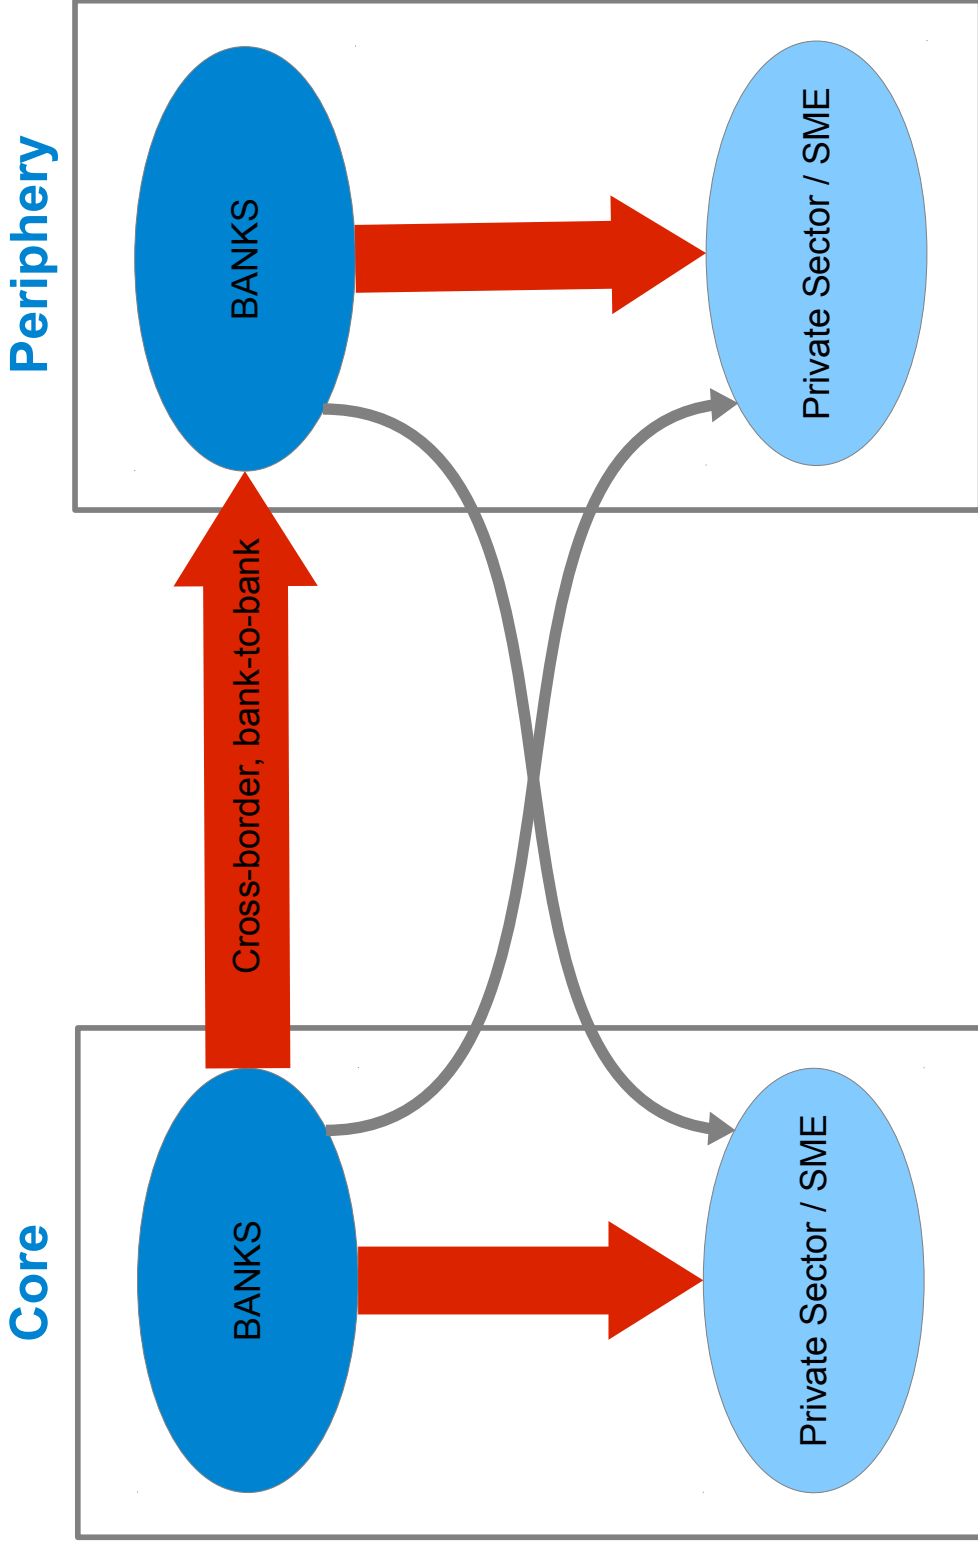 Core
Periphery
BANKS
Cross-border, bank-to-bank
BANKS
Private Sector / SME
Private Sector / SME